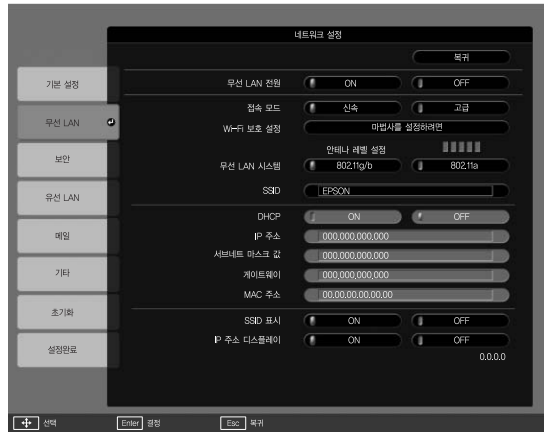 네트워크 설정
복귀
기본 설정
무선 LAN
보안
유선 LAN
메일
기타
초기화
설정완료
무선 LAN 전원 ON OFF
접속 모드 신속 고급
Wi-Fi 보호 설정 마법사를 설정하려면
안테나 레벨 설정
무선 LAN 시스템 802.11g/b 802.11a
SSID EPSON
DHCP ON OFF
IP 주소 000,000,000,000
서브네트 마스크 값 000.000.000.000
게이트웨이 000,000,000,000
MAC 주소 00.00.00.00.00.00
SSID 표시 ON OFF
IP 주소 디스플레이 ON OFF
0.0.0.0
선택 Enter 결정 Esc 복귀